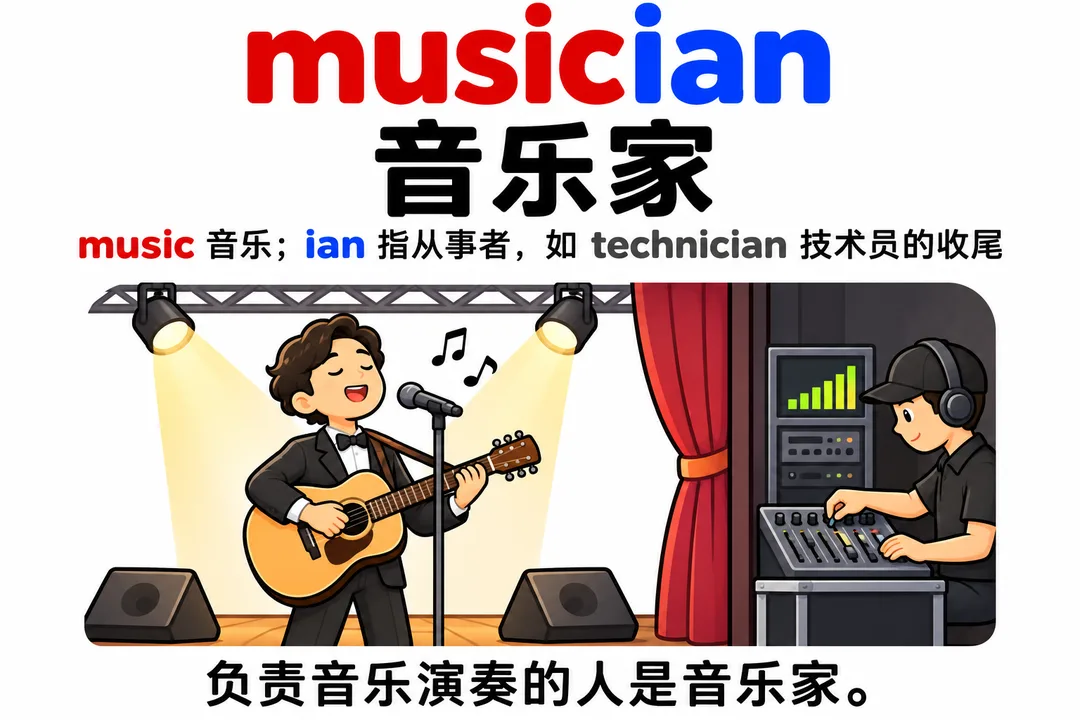 musician
音乐家
music 音乐；ian 指从事者，如 technician 技术员的收尾
负责音乐演奏的人是音乐家。